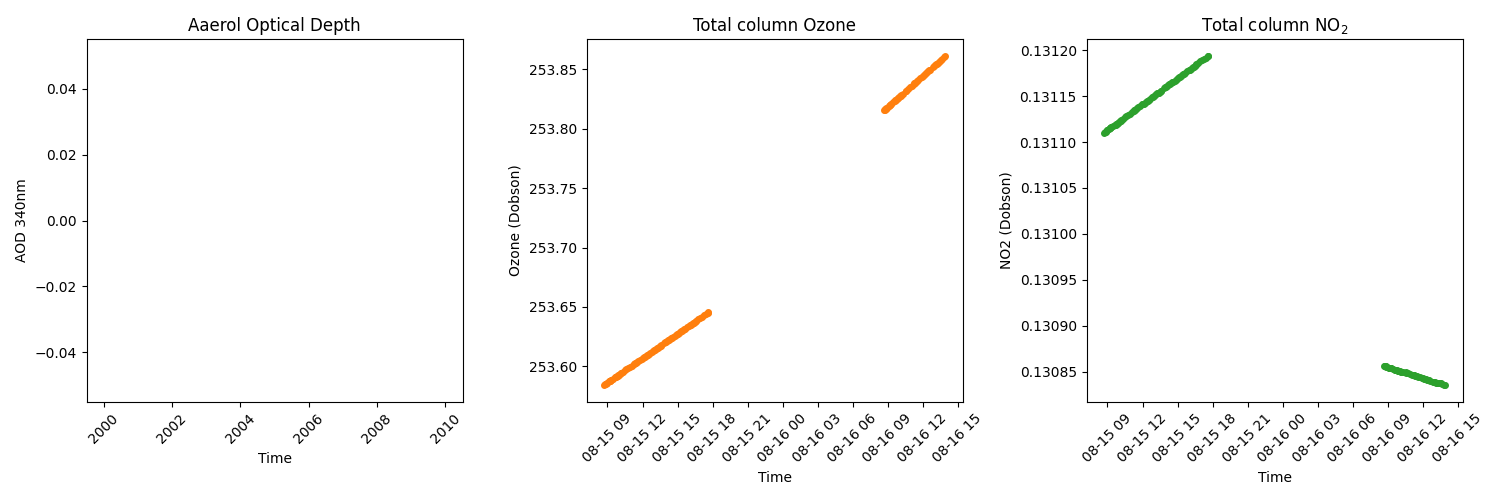 Aaerol Optical Depth
AOD 340nm
0.04
0.02
0.00
−0.02
−0.04
2000 2002 2004 2006 2008 2010
Time
Total column Ozone
Ozone (Dobson)
253.85
253.80
253.75
253.70
253.65
253.60
08-15 09 08-15 12 08-15 15 08-15 18 08-15 21 08-16 00 08-16 03 08-16 06 08-16 09 08-16 12 08-16 15
Time
Total column NO₂
NO2 (Dobson)
0.13120
0.13115
0.13110
0.13105
0.13100
0.13095
0.13090
0.13085
08-15 09 08-15 12 08-15 15 08-15 18 08-15 21 08-16 00 08-16 03 08-16 06 08-16 09 08-16 12 08-16 15
Time